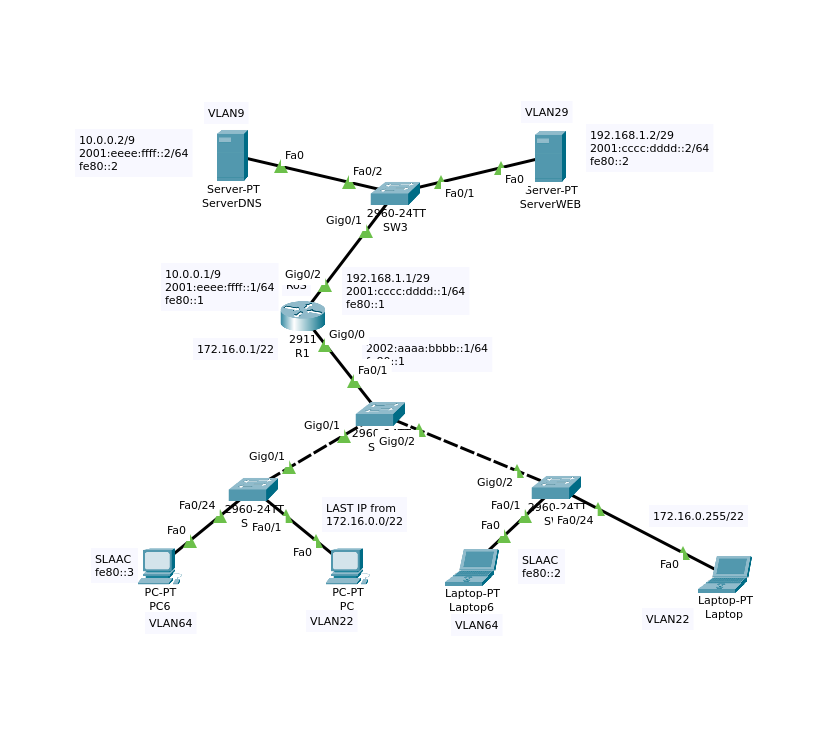 VLAN9
VLAN29
10.0.0.2/9
2001:eeee:ffff::2/64
fe80::2
192.168.1.2/29
2001:cccc:dddd::2/64
fe80::2
Fa0
Fa0/2
Fa0
Fa0/1
Server-PT
ServerDNS
Server-PT
ServerWEB
2960-24TT
SW3
Gig0/1
10.0.0.1/9
2001:eeee:ffff::1/64
fe80::1
Gig0/2
192.168.1.1/29
2001:cccc:dddd::1/64
fe80::1
2911
R1
Gig0/0
172.16.0.1/22
2002:aaaa:bbbb::1/64
Fa0/1
Gig0/1
Gig0/2
Gig0/1
Gig0/2
Fa0/24
2960-24TT
Fa0/1
Fa0
Fa0
LAST IP from
172.16.0.0/22
Fa0/1
2960-24TT
Fa0/24
Fa0
172.16.0.255/22
Fa0
SLAAC
fe80::3
SLAAC
fe80::2
PC-PT
PC6
PC-PT
PC
Laptop-PT
Laptop6
Laptop-PT
Laptop
VLAN64
VLAN22
VLAN64
VLAN22